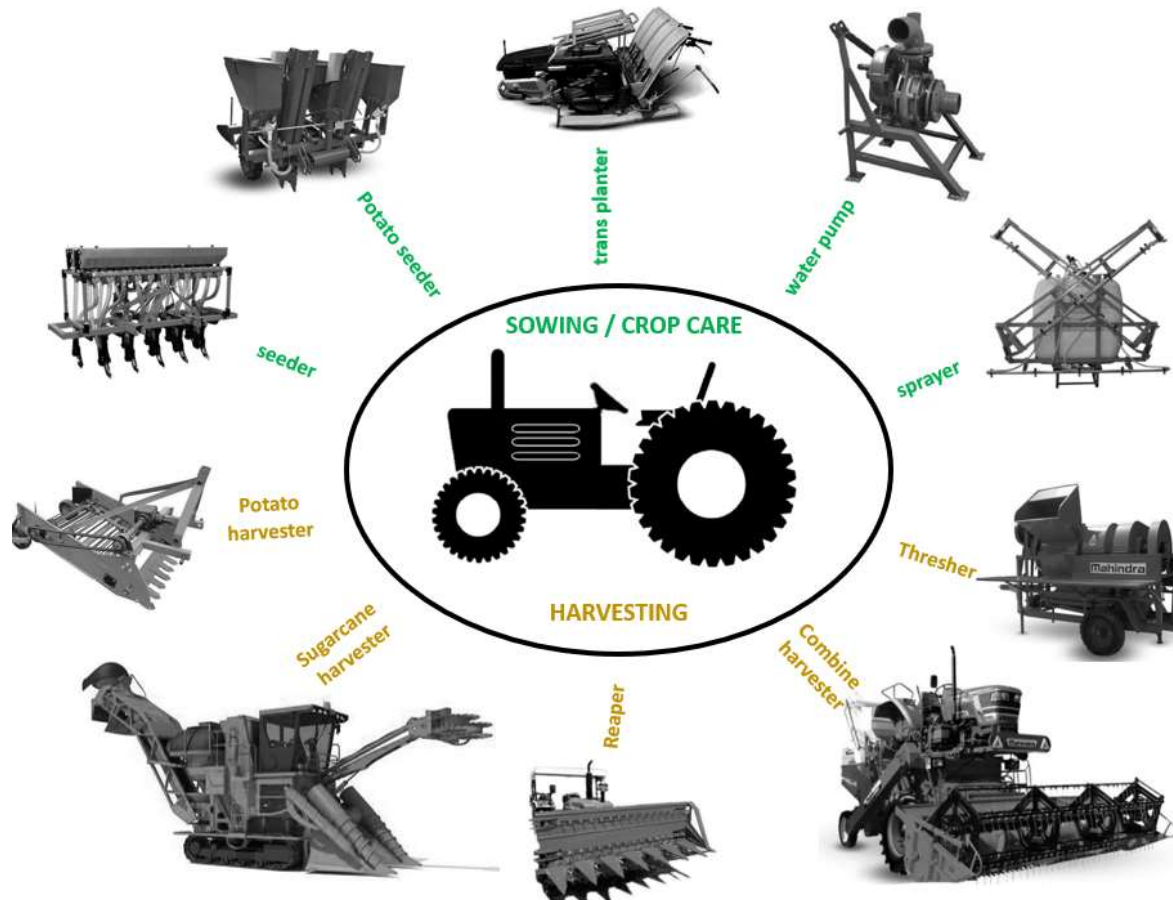 trans planter
water pump
Potato seeder
SOWING / CROP CARE
seeder
sprayer
Potato
harvester
Thresher
Mahindra
HARVESTING
Sugarcane
harvester
Combine
harvester
Reaper